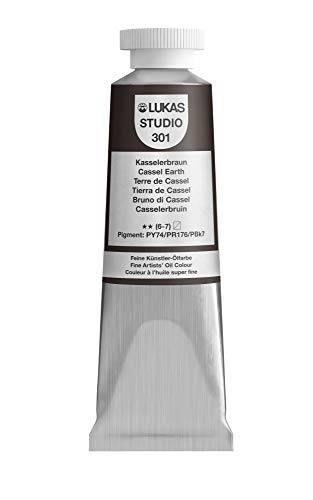 LUKAS
STUDIO
301
Kasselerbraun
Cassel Earth
Terre de Cassel
Tierra de Cassel
Bruno di Cassel
Casselerbruin
★★ (6–7)
Pigment: PY74/PR176/PBk7
Feine Künstler-Ölfarbe
Fine Artists' Oil Colour
Couleur à l'huile super fine